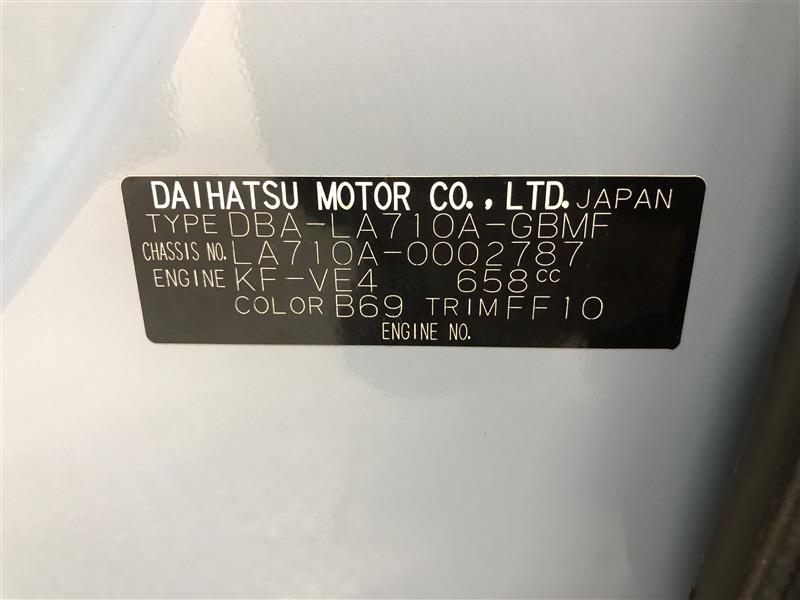 DAIHATSU MOTOR CO., LTD. JAPAN
TYPE DBA-LA710A-GBMF
CHASSIS NO. LA710A-0002787
ENGINE KF-VE4 658cc
COLOR B69 TRIM FF10
ENGINE NO.